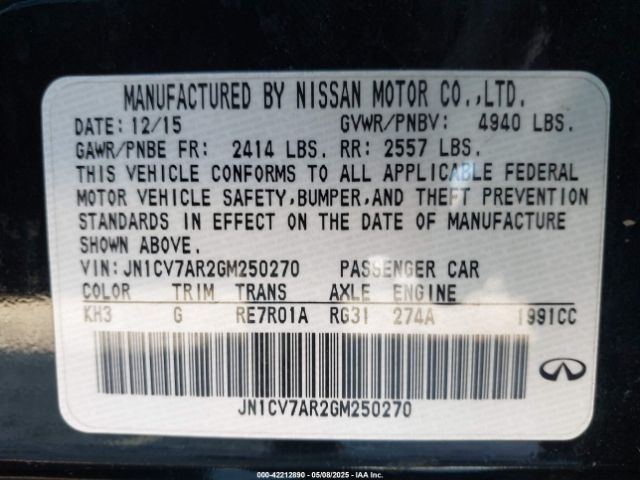 MANUFACTURED BY NISSAN MOTOR CO.,LTD.
DATE: 12/15 GVWR/PNBV: 4940 LBS.
GAWR/PNBE FR: 2414 LBS. RR: 2557 LBS.
THIS VEHICLE CONFORMS TO ALL APPLICABLE FEDERAL
MOTOR VEHICLE SAFETY,BUMPER,AND THEFT PREVENTION
STANDARDS IN EFFECT ON THE DATE OF MANUFACTURE
SHOWN ABOVE.
VIN:JN1CV7AR2GM250270 PASSENGER CAR
COLOR TRIM TRANS AXLE ENGINE
KH3 G RE7R01A RG31 274A 1991CC
JN1CV7AR2GM250270
000-42212890 - 05/08/2025 - IAAI.com